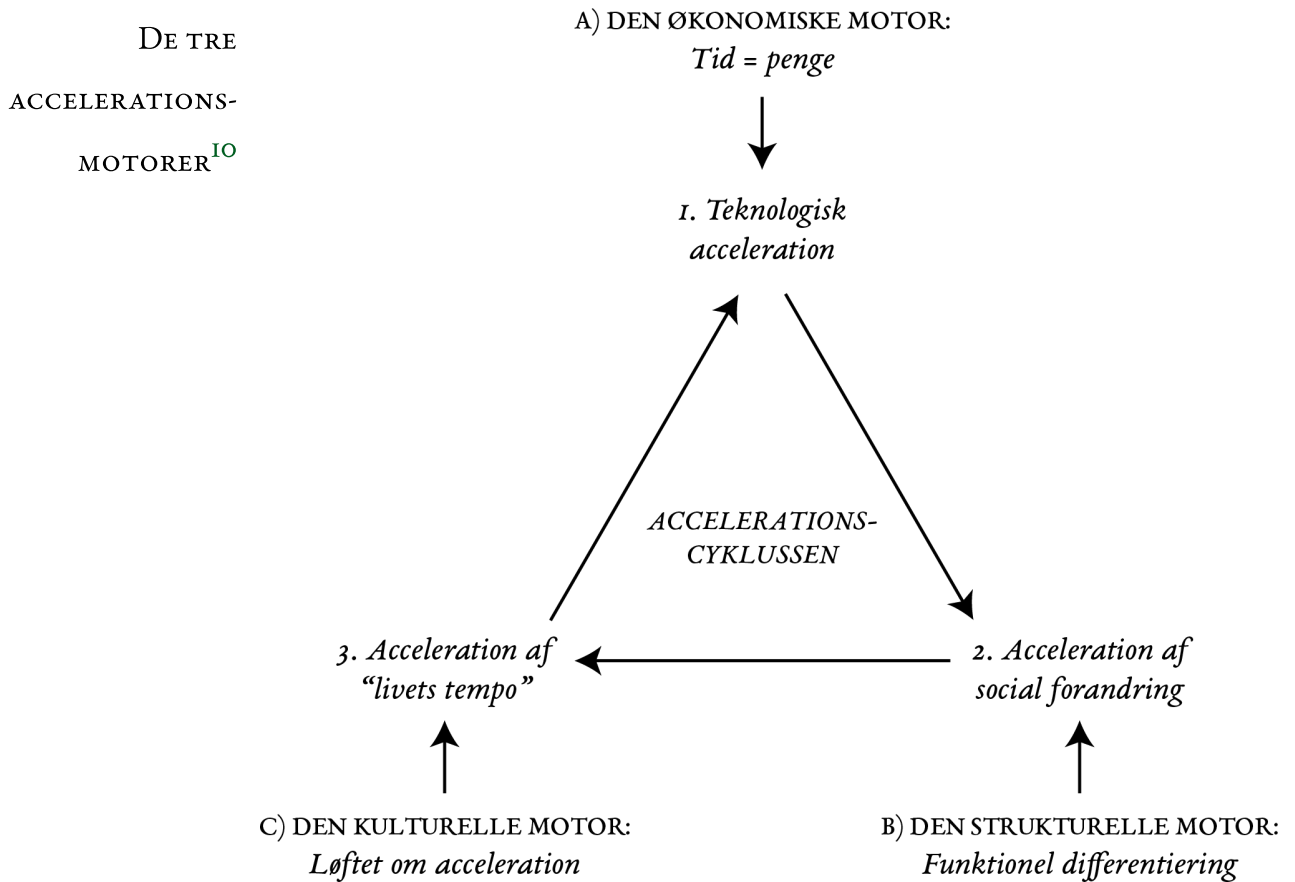 De tre
accelerations-
motorer10
A) DEN ØKONOMISKE MOTOR:
Tid = penge
1. Teknologisk
acceleration
ACCELERATIONS-
CYKLUSSEN
3. Acceleration af
“livets tempo”
2. Acceleration af
social forandring
C) DEN KULTURELLE MOTOR:
Løftet om acceleration
B) DEN STRUKTURELLE MOTOR:
Funktionel differentiering